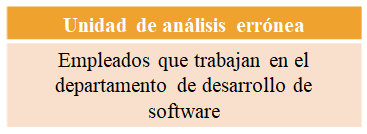 Unidad de análisis errónea
Empleados que trabajan en el
departamento de desarrollo de
software